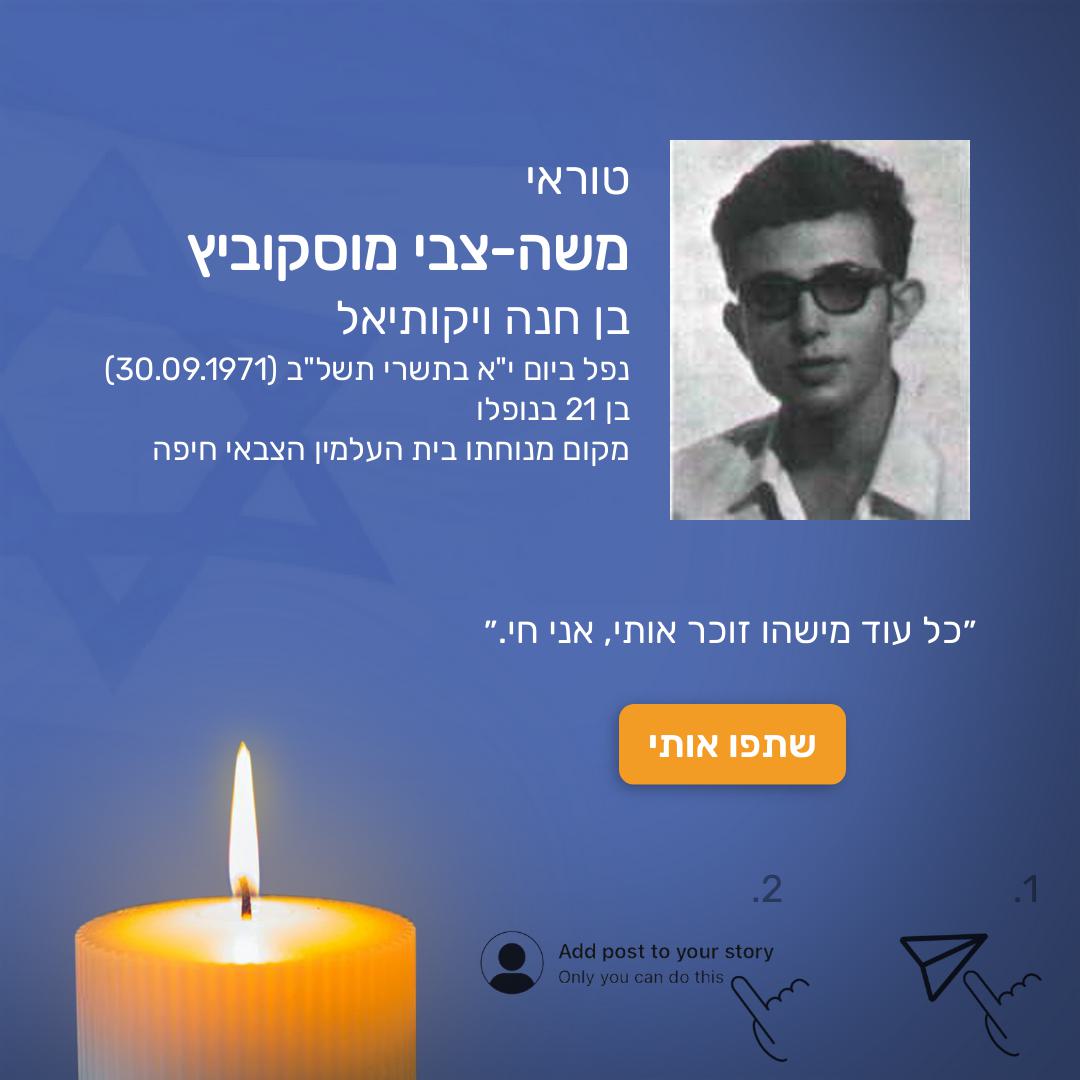 טוראי
משה-צבי מוסקוביץ
בן חנה ויקותיאל
נפל ביום י"א בתשרי תשל"ב (30.09.1971)
בן 21 בנופלו
מקום מנוחתו בית העלמין הצבאי חיפה
״כל עוד מישהו זוכר אותי, אני חי.״
שתפו אותי
1.
2.
Add post to your story
Only you can do this